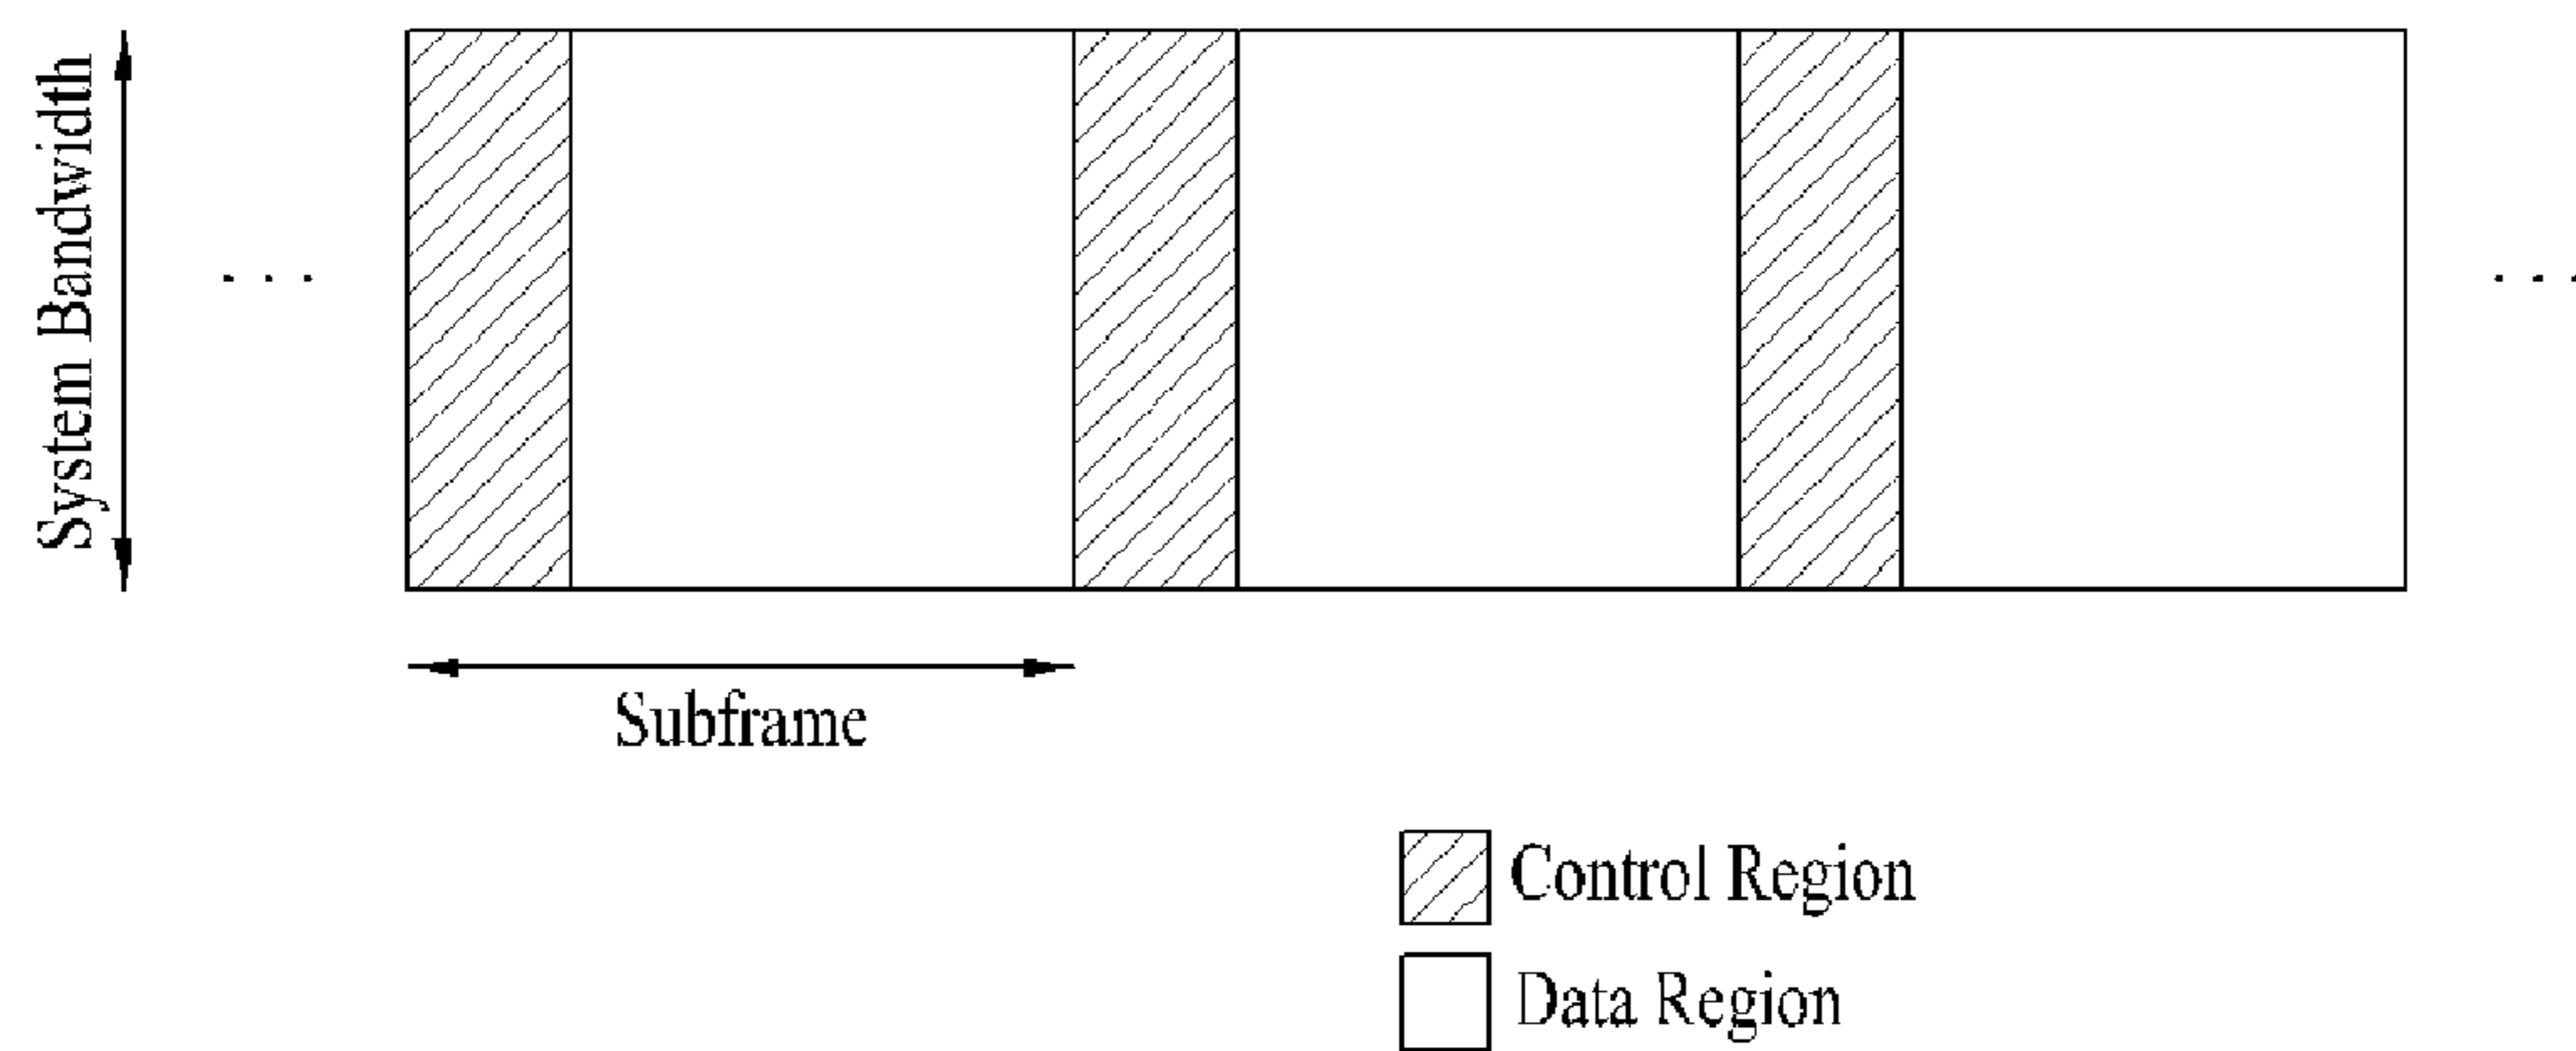 System Bandwidth
. . .
. . .
Subframe
Control Region
Data Region